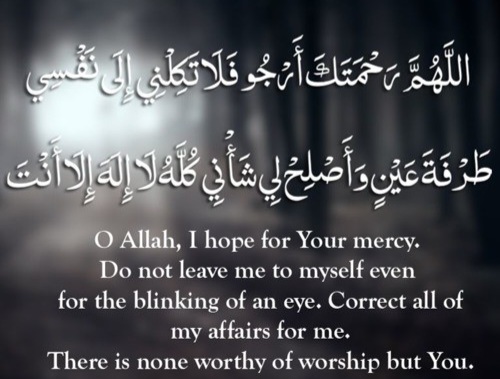 اللَّهُمَّ رَحْمَتَكَ أَرْجُو فَلَا تَكِلْنِي إِلَى نَفْسِي
طَرْفَةَ عَيْنٍ وَأَصْلِحْ لِي شَأْنِي كُلَّهُ لَا إِلَهَ إِلَّا أَنْتَ
O Allah, I hope for Your mercy.
Do not leave me to myself even
for the blinking of an eye. Correct all of
my affairs for me.
There is none worthy of worship but You.